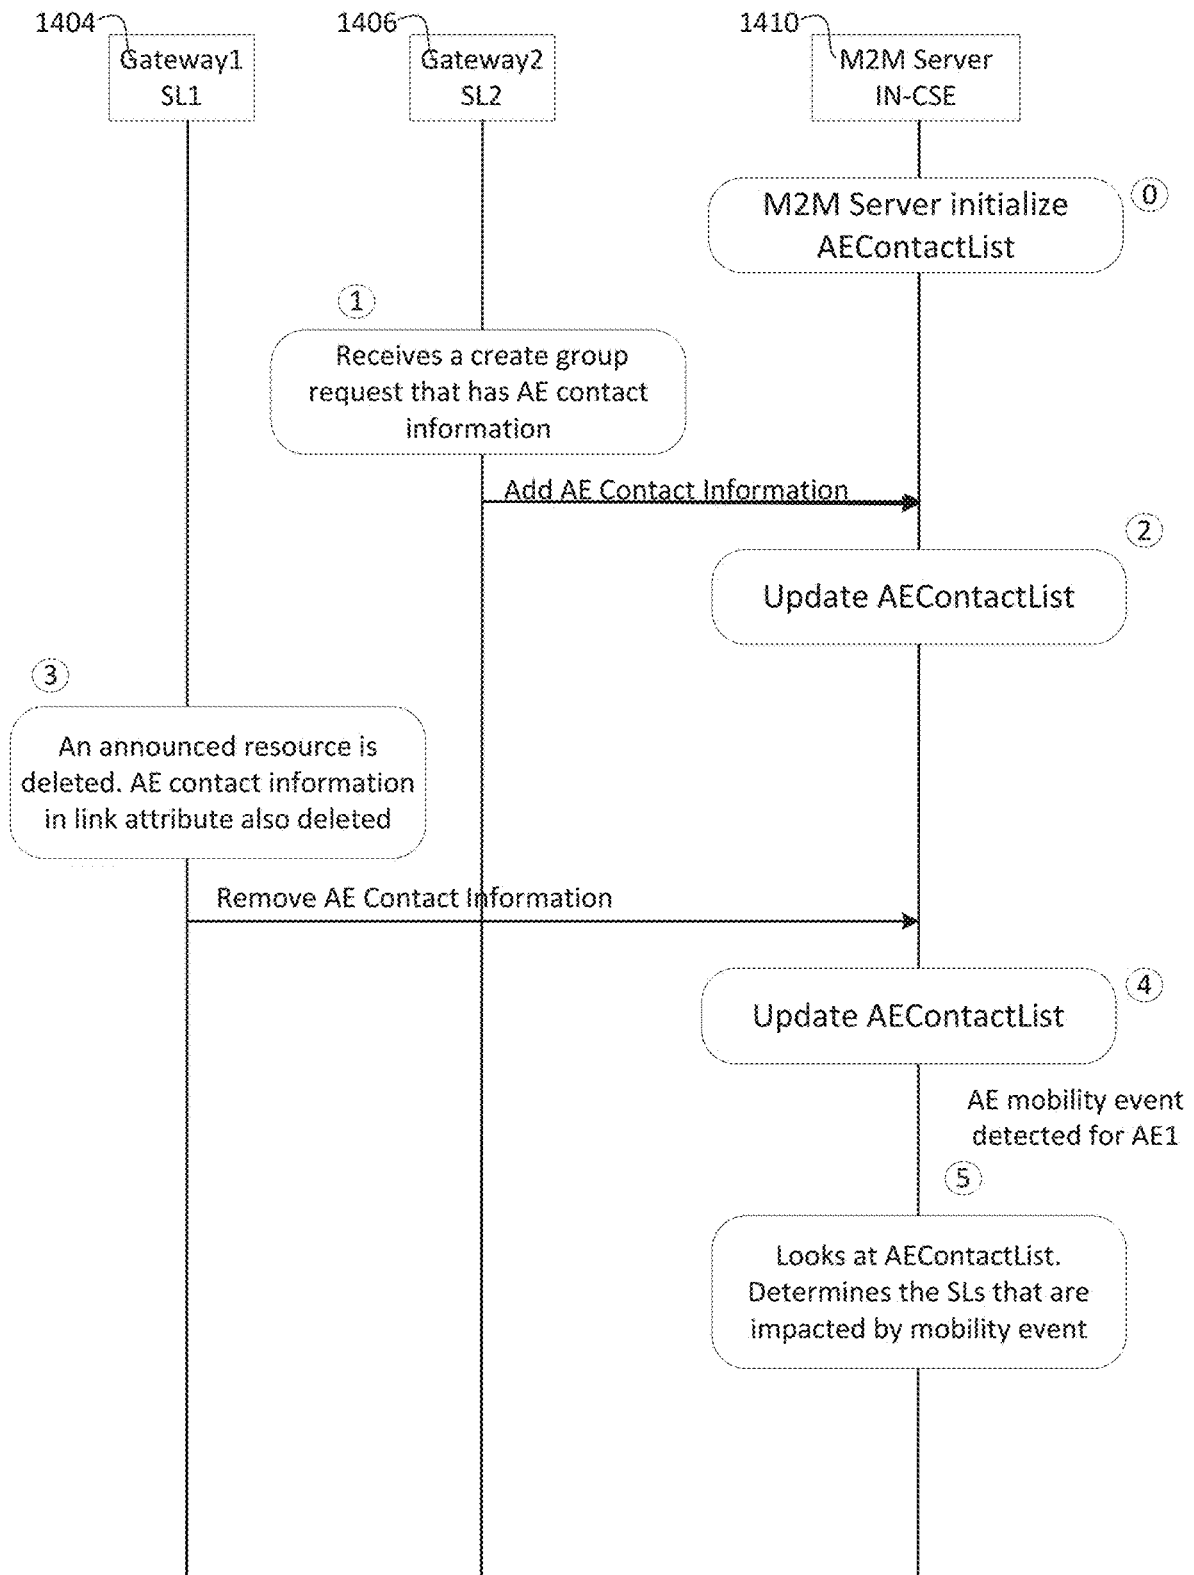 1404
1406
1410
Gateway1
SL1
Gateway2
SL2
M2M Server
IN-CSE
0
M2M Server initialize
AEContactList
1
Receives a create group
request that has AE contact
information
Add AE Contact Information
2
Update AEContactList
3
An announced resource is
deleted. AE contact information
in link attribute also deleted
Remove AE Contact Information
4
Update AEContactList
AE mobility event
detected for AE1
5
Looks at AEContactList.
Determines the SLs that are
impacted by mobility event